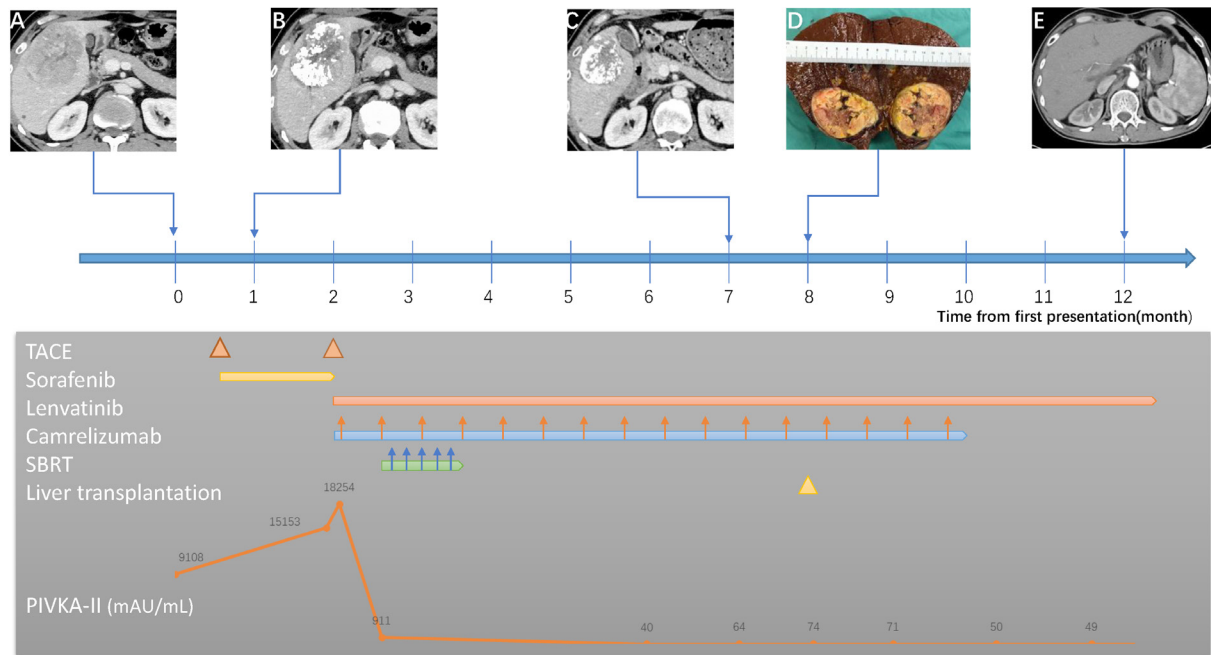 A
B
C
D
E
0 1 2 3 4 5 6 7 8 9 10 11 12
Time from first presentation(month)
TACE
Sorafenib
Lenvatinib
Camrelizumab
SBRT
Liver transplantation
18254
15153
9108
PIVKA-II (mAU/mL)
911
40
64
74
71
50
49